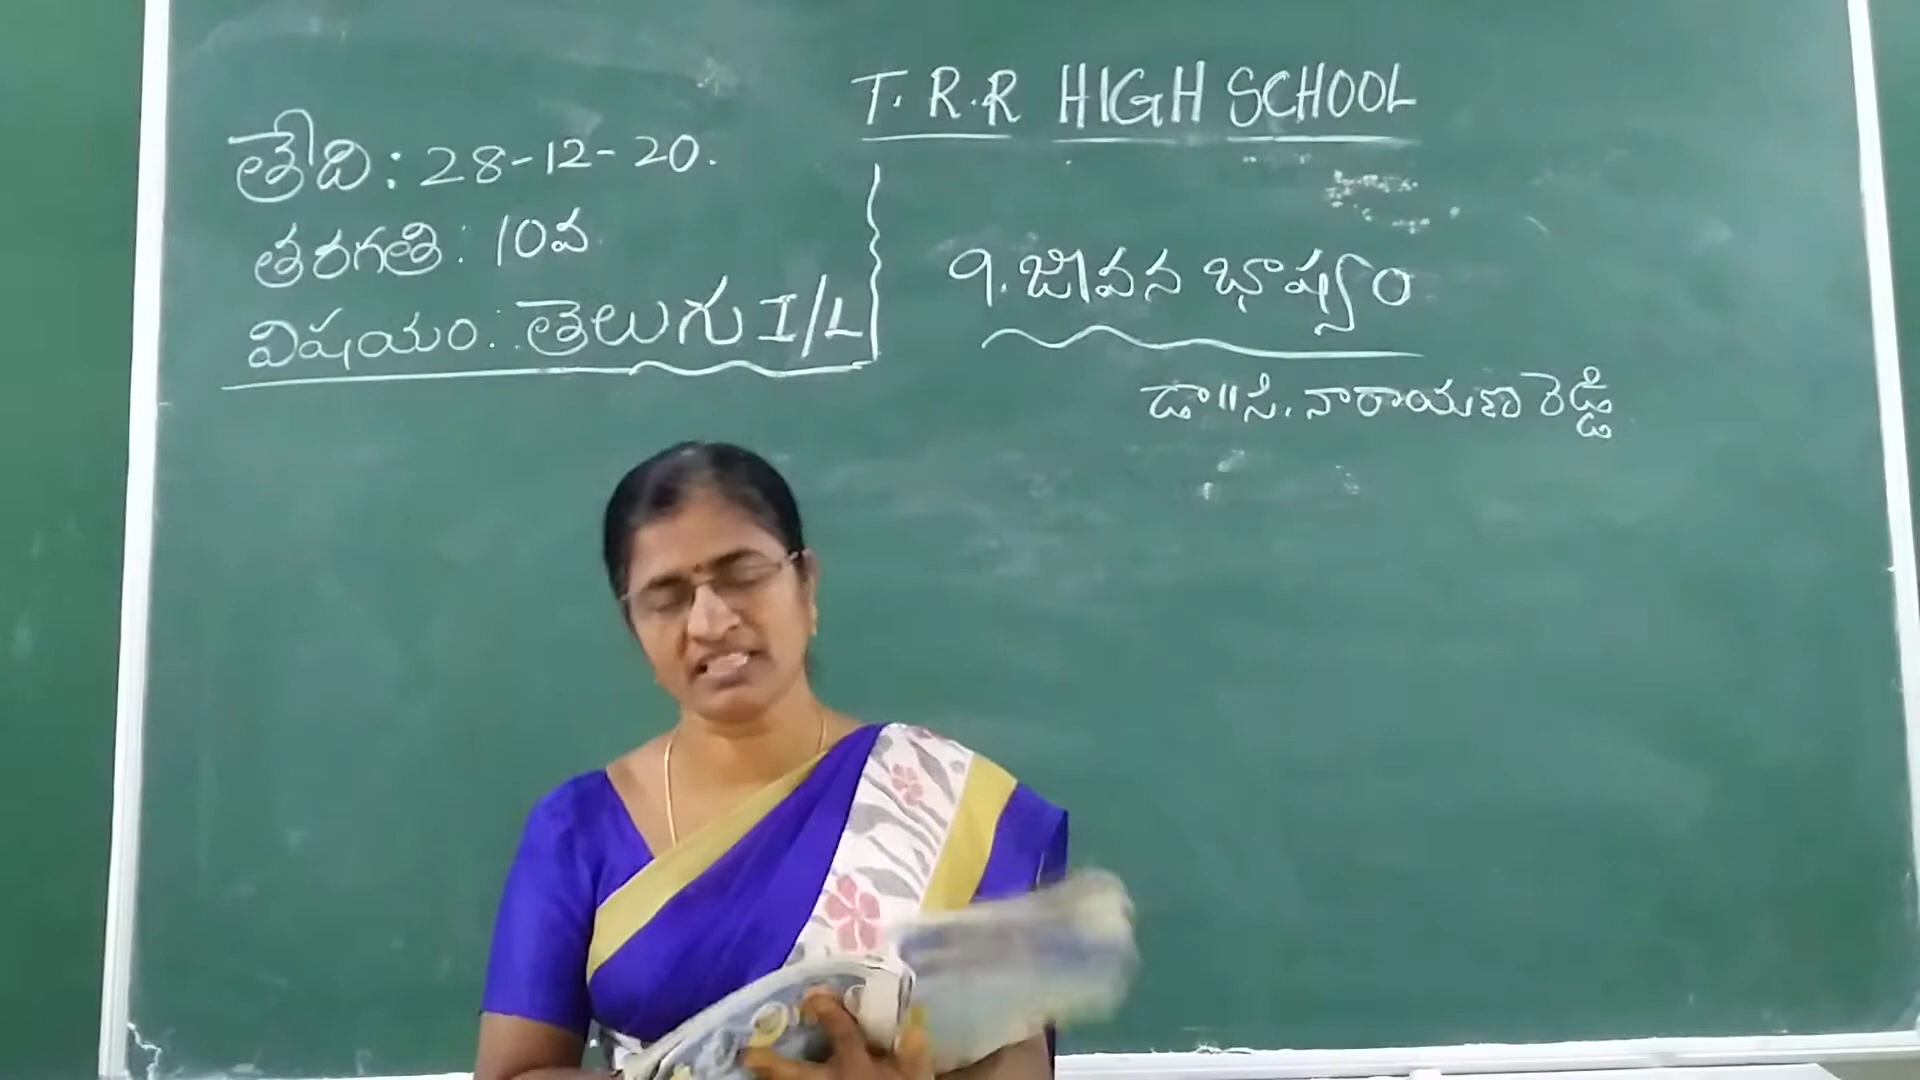 T. R.R HIGH SCHOOL
తేది: 28-12-20.
తరగతి: 10వ
విషయం: తెలుగు I/L
9. జీవన భాష్యం
డా॥సి. నారాయణ రెడ్డి